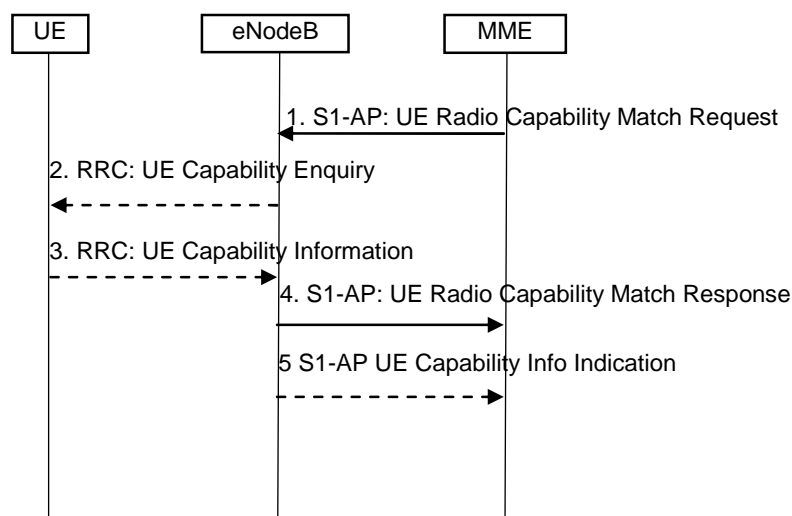 UE
eNodeB
MME
1. S1-AP: UE Radio Capability Match Request
2. RRC: UE Capability Enquiry
3. RRC: UE Capability Information
4. S1-AP: UE Radio Capability Match Response
5 S1-AP UE Capability Info Indication